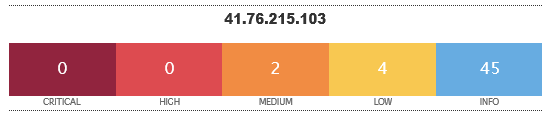 41.76.215.103
0 0 2 4 45
CRITICAL HIGH MEDIUM LOW INFO